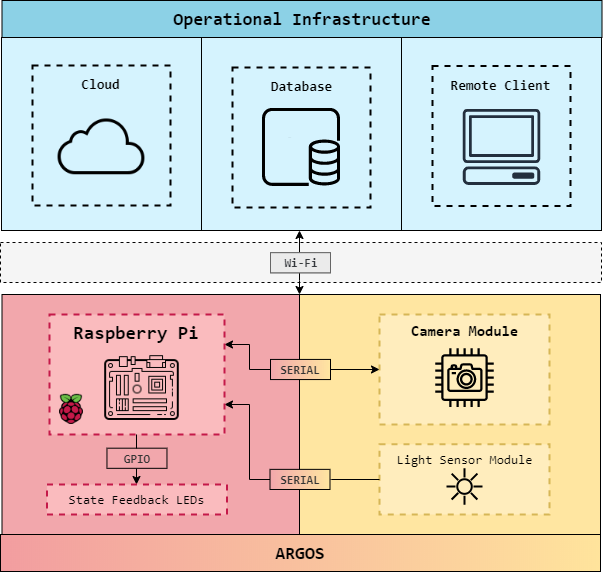 Operational Infrastructure
Cloud
Database
Remote Client
Wi-Fi
Raspberry Pi
Camera Module
SERIAL
GPIO
Light Sensor Module
SERIAL
State Feedback LEDs
ARGOS